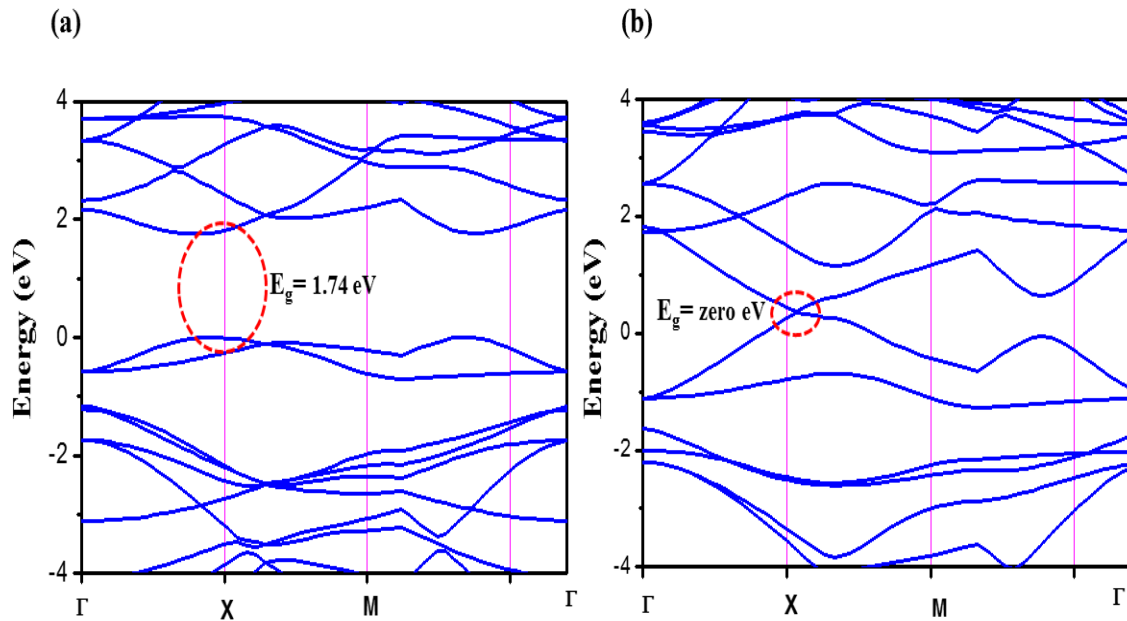 (a)
(b)
Energy (eV)
4
2
0
-2
-4
E_g= 1.74 eV
Γ
X
M
Γ
Energy (eV)
4
2
0
-2
-4
E_g= zero eV
Γ
X
M
Γ